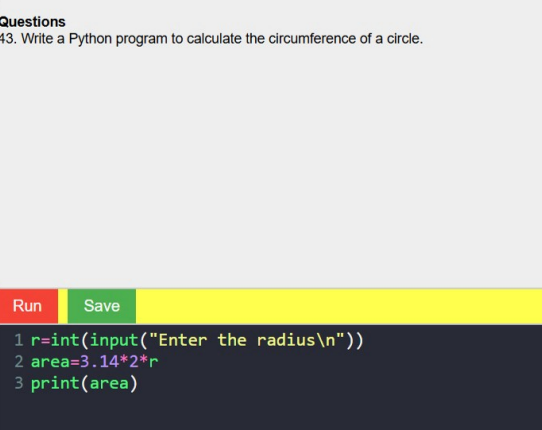 Questions
43. Write a Python program to calculate the circumference of a circle.
Run Save
1 r=int(input("Enter the radius\n"))
2 area=3.14*2*r
3 print(area)